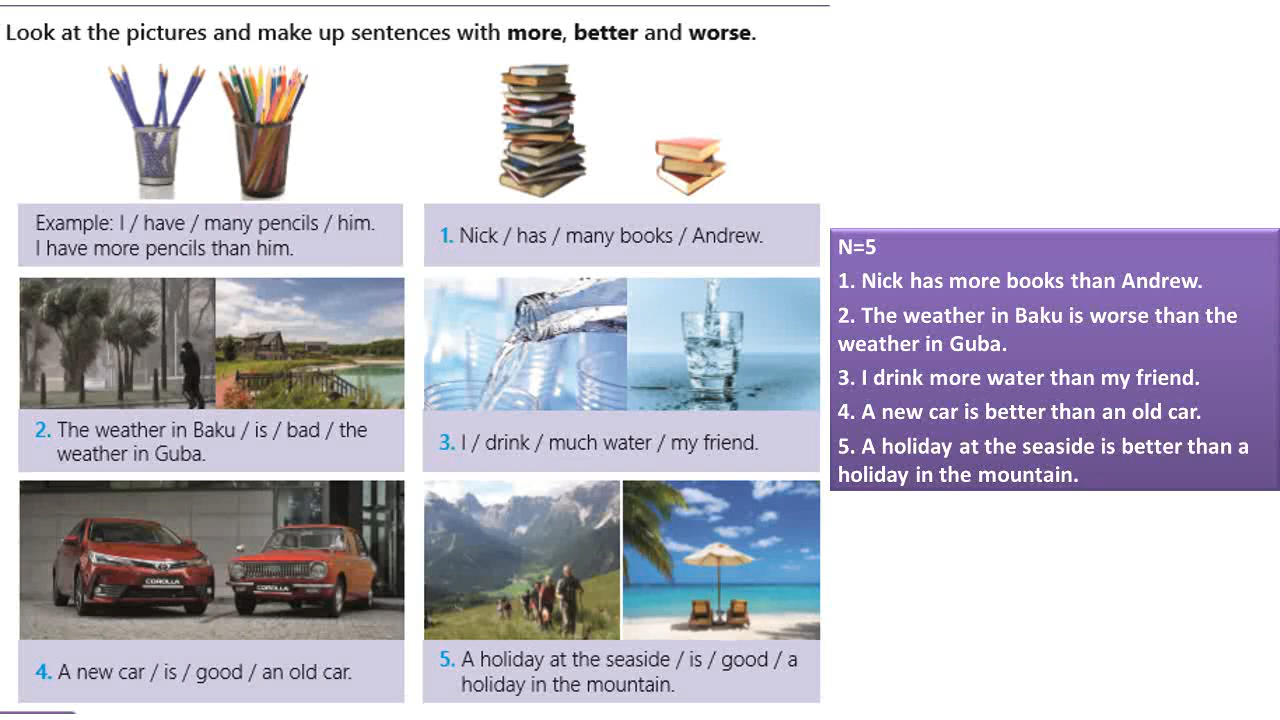 Look at the pictures and make up sentences with more, better and worse.
Example: I / have / many pencils / him.
I have more pencils than him.
1. Nick / has / many books / Andrew.
2. The weather in Baku / is / bad / the
weather in Guba.
3. I / drink / much water / my friend.
COROLLA
COROLLA
4. A new car / is / good / an old car.
5. A holiday at the seaside / is / good / a
holiday in the mountain.
N=5
1. Nick has more books than Andrew.
2. The weather in Baku is worse than the
weather in Guba.
3. I drink more water than my friend.
4. A new car is better than an old car.
5. A holiday at the seaside is better than a
holiday in the mountain.